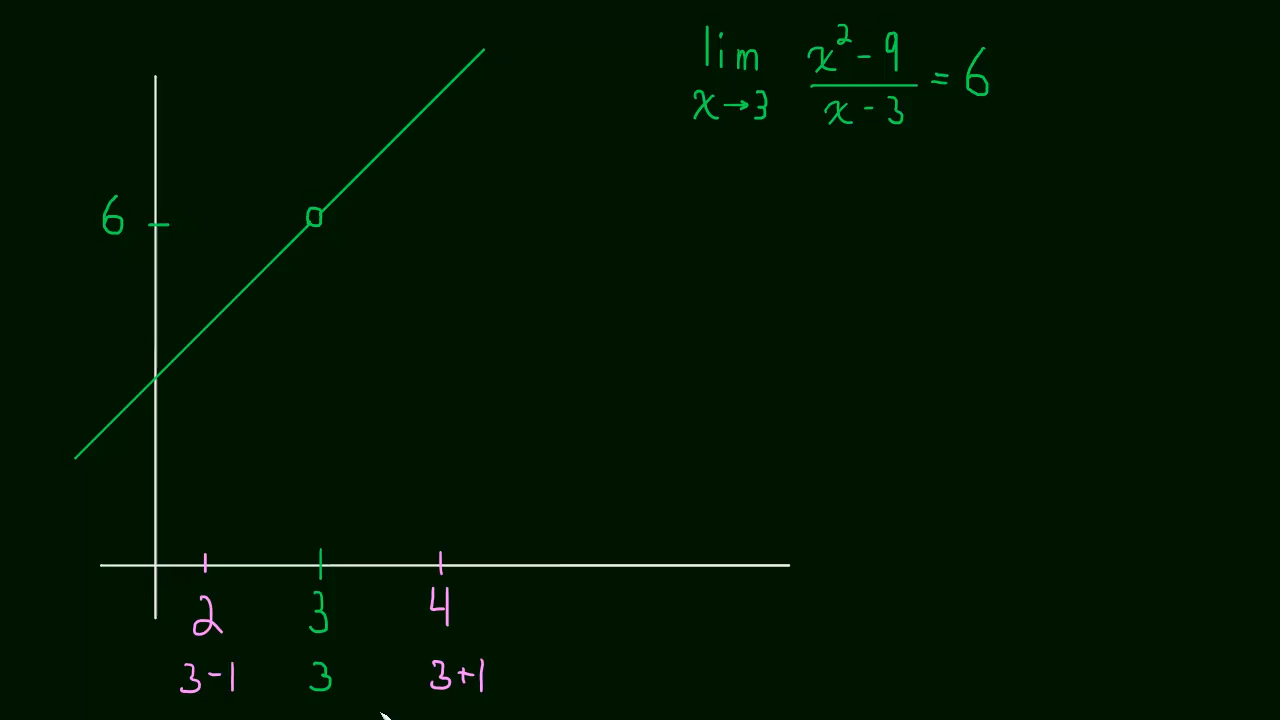 lim x→3 (x² - 9)/(x - 3) = 6
6
2 3 4
3-1 3 3+1